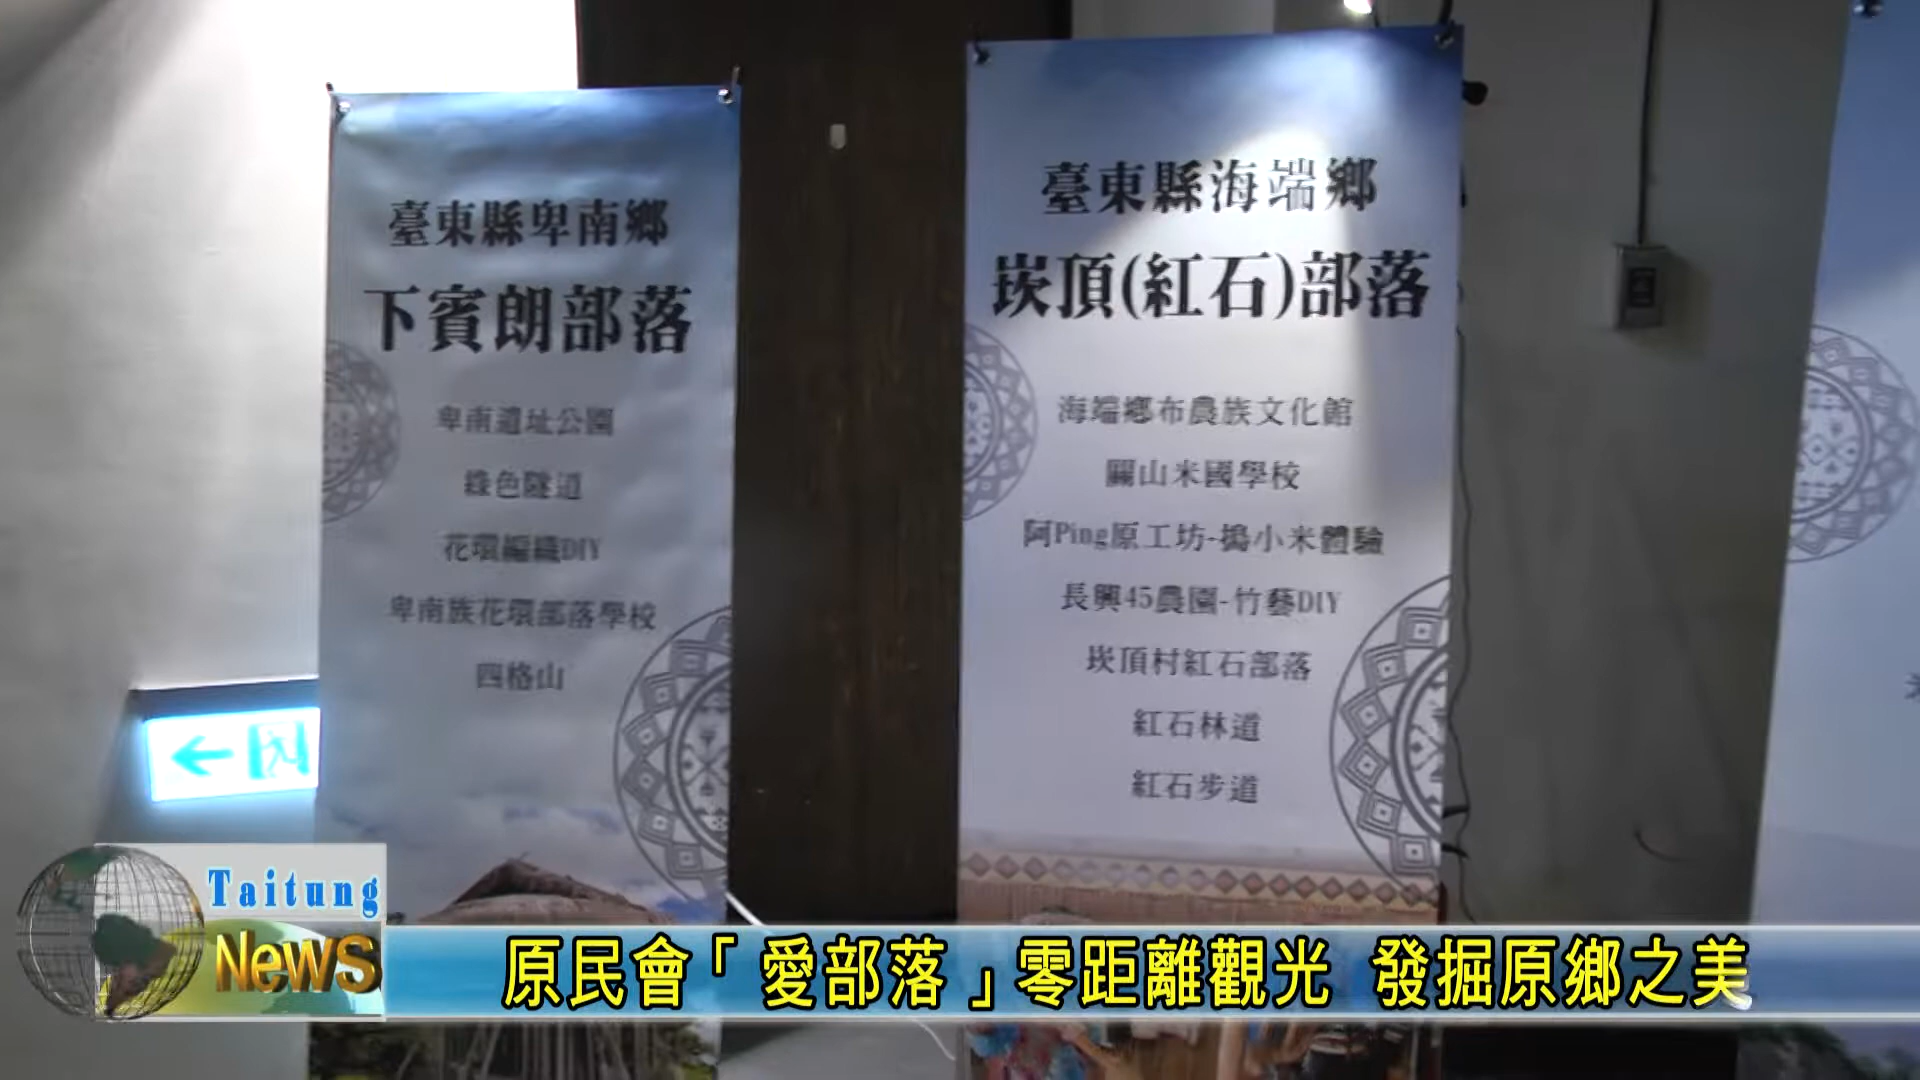 臺東縣卑南鄉
下賓朗部落
卑南遺址公園
綠色隧道
花環編織DIY
卑南族花環部落學校
四格山
臺東縣海端鄉
崁頂(紅石)部落
海端鄉布農族文化館
關山米國學校
阿Ping原工坊-搗小米體驗
長興45農園-竹藝DIY
崁頂村紅石部落
紅石林道
紅石步道
Taitung
News
原民會「愛部落」零距離觀光 發掘原鄉之美